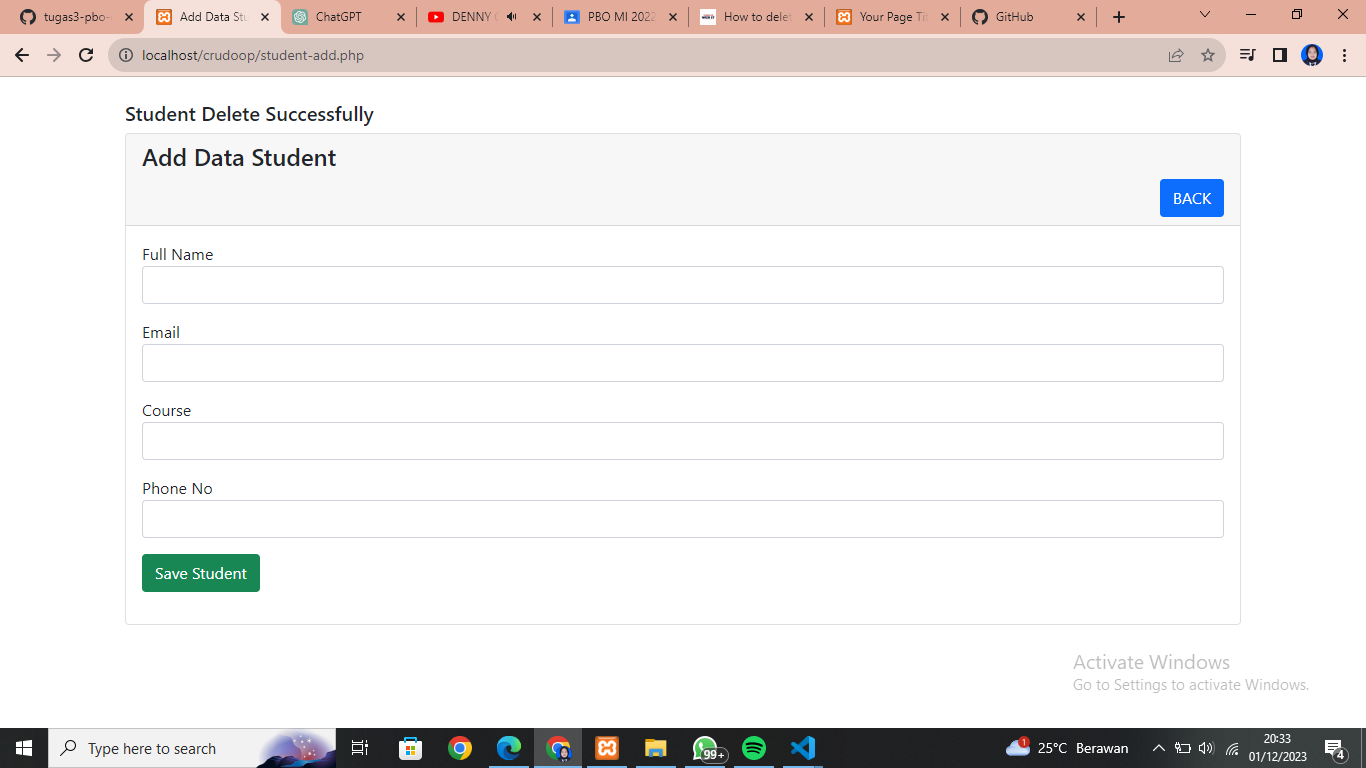 tugas3-pbo-
Add Data Stu
ChatGPT
DENNY
PBO MI 2022
How to delet
Your Page Tit
GitHub
localhost/crudoop/student-add.php
Student Delete Successfully
Add Data Student
BACK
Full Name
Email
Course
Phone No
Save Student
Activate Windows
Go to Settings to activate Windows.
Type here to search
99+
1
25°C Berawan
20:33
01/12/2023
4